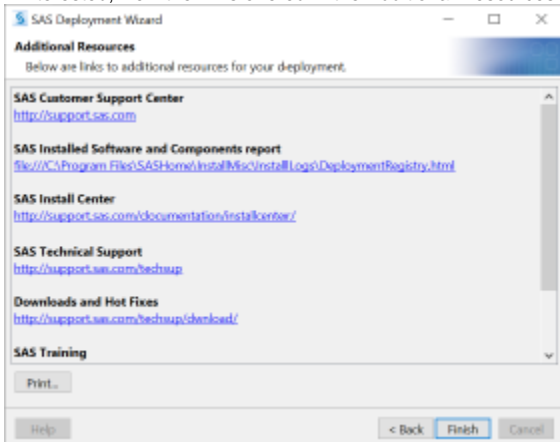 SAS Deployment Wizard
Additional Resources
Below are links to additional resources for your deployment.
SAS Customer Support Center
http://support.sas.com
SAS Installed Software and Components report
file:///C:\Program Files\SASHome\InstallMisc\InstallLogs\DeploymentRegistry.html
SAS Install Center
http://support.sas.com/documentation/installcenter/
SAS Technical Support
http://support.sas.com/techsup
Downloads and Hot Fixes
http://support.sas.com/techsup/dwnload/
SAS Training
Print...
Help < Back Finish Cancel